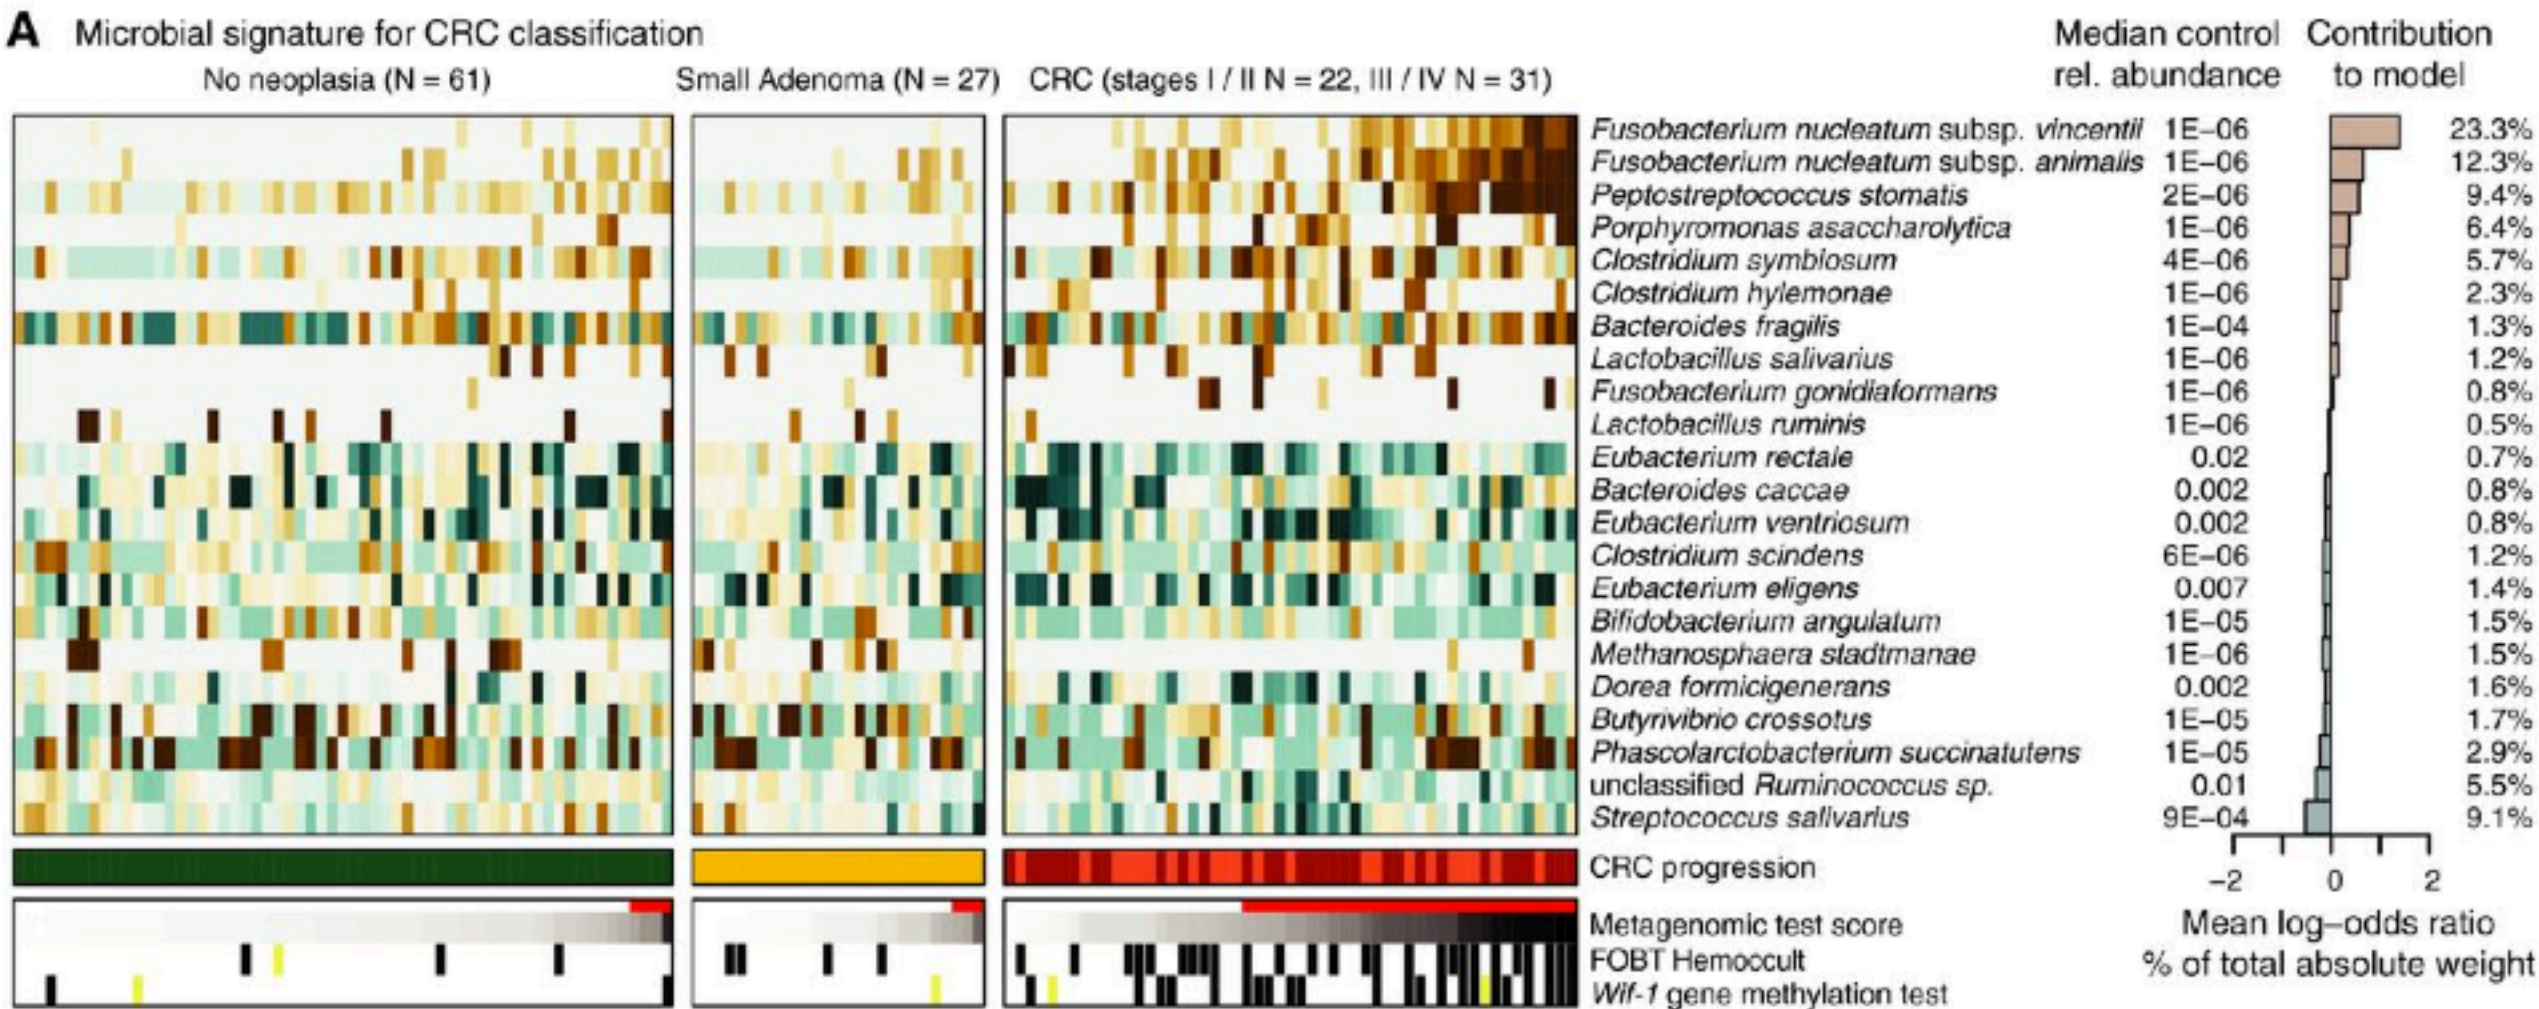 A Microbial signature for CRC classification
Median control rel. abundance
Contribution to model
No neoplasia (N = 61)
Small Adenoma (N = 27)
CRC (stages I / II N = 22, III / IV N = 31)
Fusobacterium nucleatum subsp. vincentii 1E−06 23.3%
Fusobacterium nucleatum subsp. animalis 1E−06 12.3%
Peptostreptococcus stomatis 2E−06 9.4%
Porphyromonas asaccharolytica 1E−06 6.4%
Clostridium symbiosum 4E−06 5.7%
Clostridium hylemonae 1E−06 2.3%
Bacteroides fragilis 1E−04 1.3%
Lactobacillus salivarius 1E−06 1.2%
Fusobacterium gonidiaformans 1E−06 0.8%
Lactobacillus ruminis 1E−06 0.5%
Eubacterium rectale 0.02 0.7%
Bacteroides caccae 0.002 0.8%
Eubacterium ventriosum 0.002 0.8%
Clostridium scindens 6E−06 1.2%
Eubacterium eligens 0.007 1.4%
Bifidobacterium angulatum 1E−05 1.5%
Methanosphaera stadtmanae 1E−06 1.5%
Dorea formicigenerans 0.002 1.6%
Butyrivibrio crossotus 1E−05 1.7%
Phascolarctobacterium succinatutens 1E−05 2.9%
unclassified Ruminococcus sp. 0.01 5.5%
Streptococcus salivarius 9E−04 9.1%
CRC progression
−2 0 2
Metagenomic test score
Mean log−odds ratio
FOBT Hemoccult
% of total absolute weight
Wif-1 gene methylation test